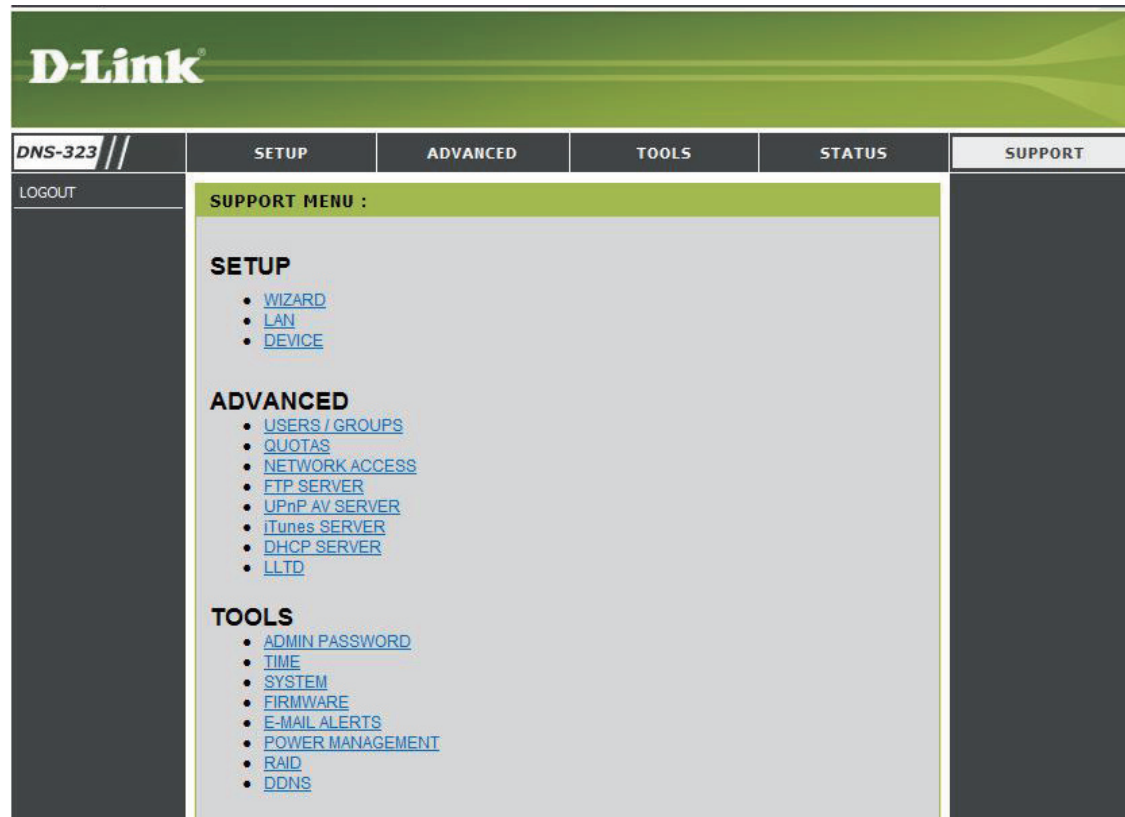 D-Link®
DNS-323 SETUP ADVANCED TOOLS STATUS SUPPORT
LOGOUT
SUPPORT MENU :
SETUP
• WIZARD
• LAN
• DEVICE
ADVANCED
• USERS / GROUPS
• QUOTAS
• NETWORK ACCESS
• FTP SERVER
• UPnP AV SERVER
• iTunes SERVER
• DHCP SERVER
• LLTD
TOOLS
• ADMIN PASSWORD
• TIME
• SYSTEM
• FIRMWARE
• E-MAIL ALERTS
• POWER MANAGEMENT
• RAID
• DDNS